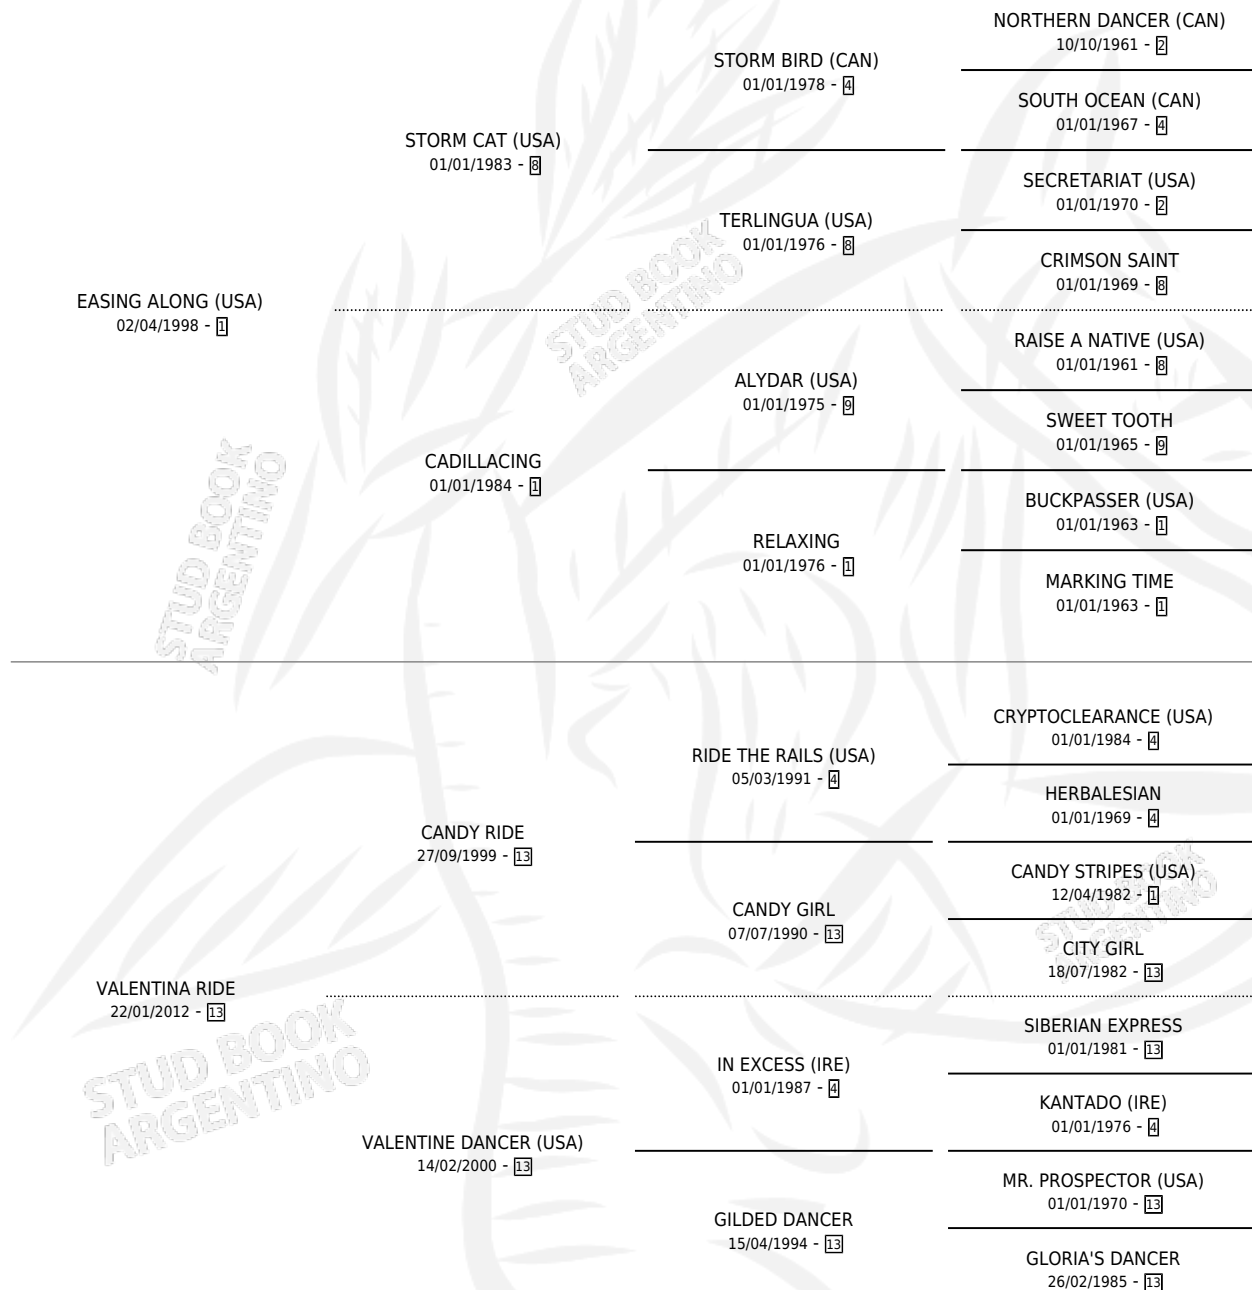 NORTHERN DANCER (CAN)
10/10/1961 - 2
STORM BIRD (CAN)
01/01/1978 - 4
SOUTH OCEAN (CAN)
01/01/1967 - 4
STORM CAT (USA)
01/01/1983 - 8
SECRETARIAT (USA)
01/01/1970 - 2
TERLINGUA (USA)
01/01/1976 - 8
CRIMSON SAINT
01/01/1969 - 8
EASING ALONG (USA)
02/04/1998 - 1
STUD BOOK
ARGENTINO
RAISE A NATIVE (USA)
01/01/1961 - 8
ALYDAR (USA)
01/01/1975 - 9
SWEET TOOTH
01/01/1965 - 9
CADILLACING
01/01/1984 - 1
BUCKPASSER (USA)
01/01/1963 - 1
RELAXING
01/01/1976 - 1
MARKING TIME
01/01/1963 - 1
STUD BOOK
ARGENTINO
CRYPTOCLEARANCE (USA)
01/01/1984 - 4
RIDE THE RAILS (USA)
05/03/1991 - 4
HERBALESIAN
01/01/1969 - 4
CANDY RIDE
27/09/1999 - 13
CANDY STRIPES (USA)
12/04/1982 - 1
CANDY GIRL
07/07/1990 - 13
STUD BOOK
ARGENTINO
CITY GIRL
18/07/1982 - 13
VALENTINA RIDE
22/01/2012 - 13
STUD BOOK
ARGENTINO
SIBERIAN EXPRESS
01/01/1981 - 13
IN EXCESS (IRE)
01/01/1987 - 4
KANTADO (IRE)
01/01/1976 - 4
VALENTINE DANCER (USA)
14/02/2000 - 13
MR. PROSPECTOR (USA)
01/01/1970 - 13
GILDED DANCER
15/04/1994 - 13
GLORIA'S DANCER
26/02/1985 - 13